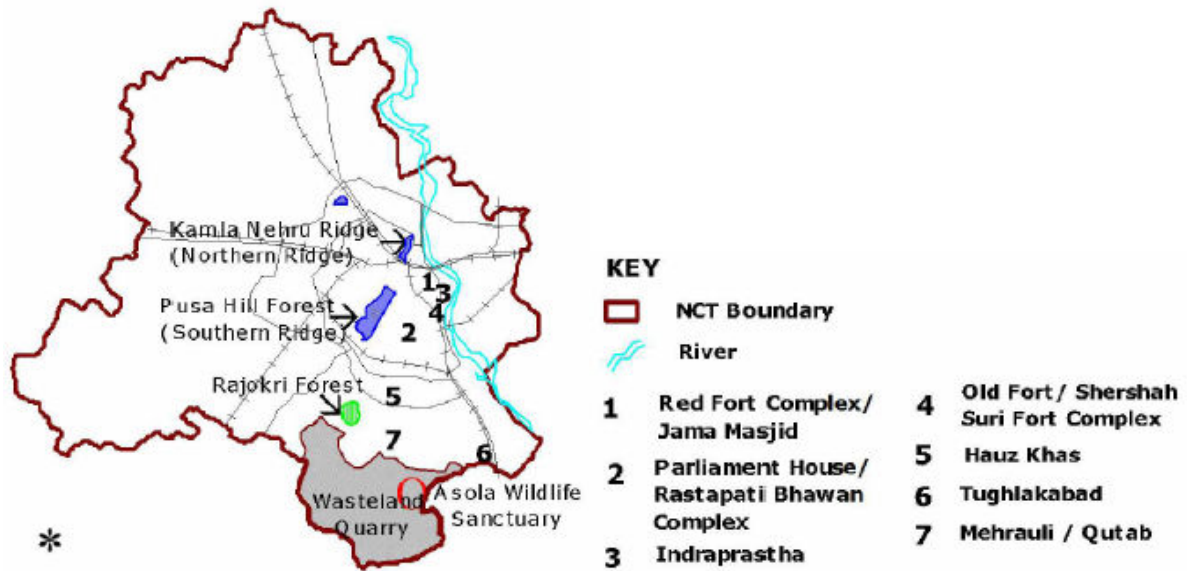 Kamla Nehru Ridge
(Northern Ridge)
Pusa Hill Forest
(Southern Ridge)
Rajokri Forest
1
3
4
2
5
7
6
Wasteland
Quarry
Asola Wildlife
Sanctuary
*
KEY
NCT Boundary
River
1 Red Fort Complex/
Jama Masjid
2 Parliament House/
Rastapati Bhawan
Complex
3 Indraprastha
4 Old Fort/ Shershah
Suri Fort Complex
5 Hauz Khas
6 Tughlakabad
7 Mehrauli / Qutab